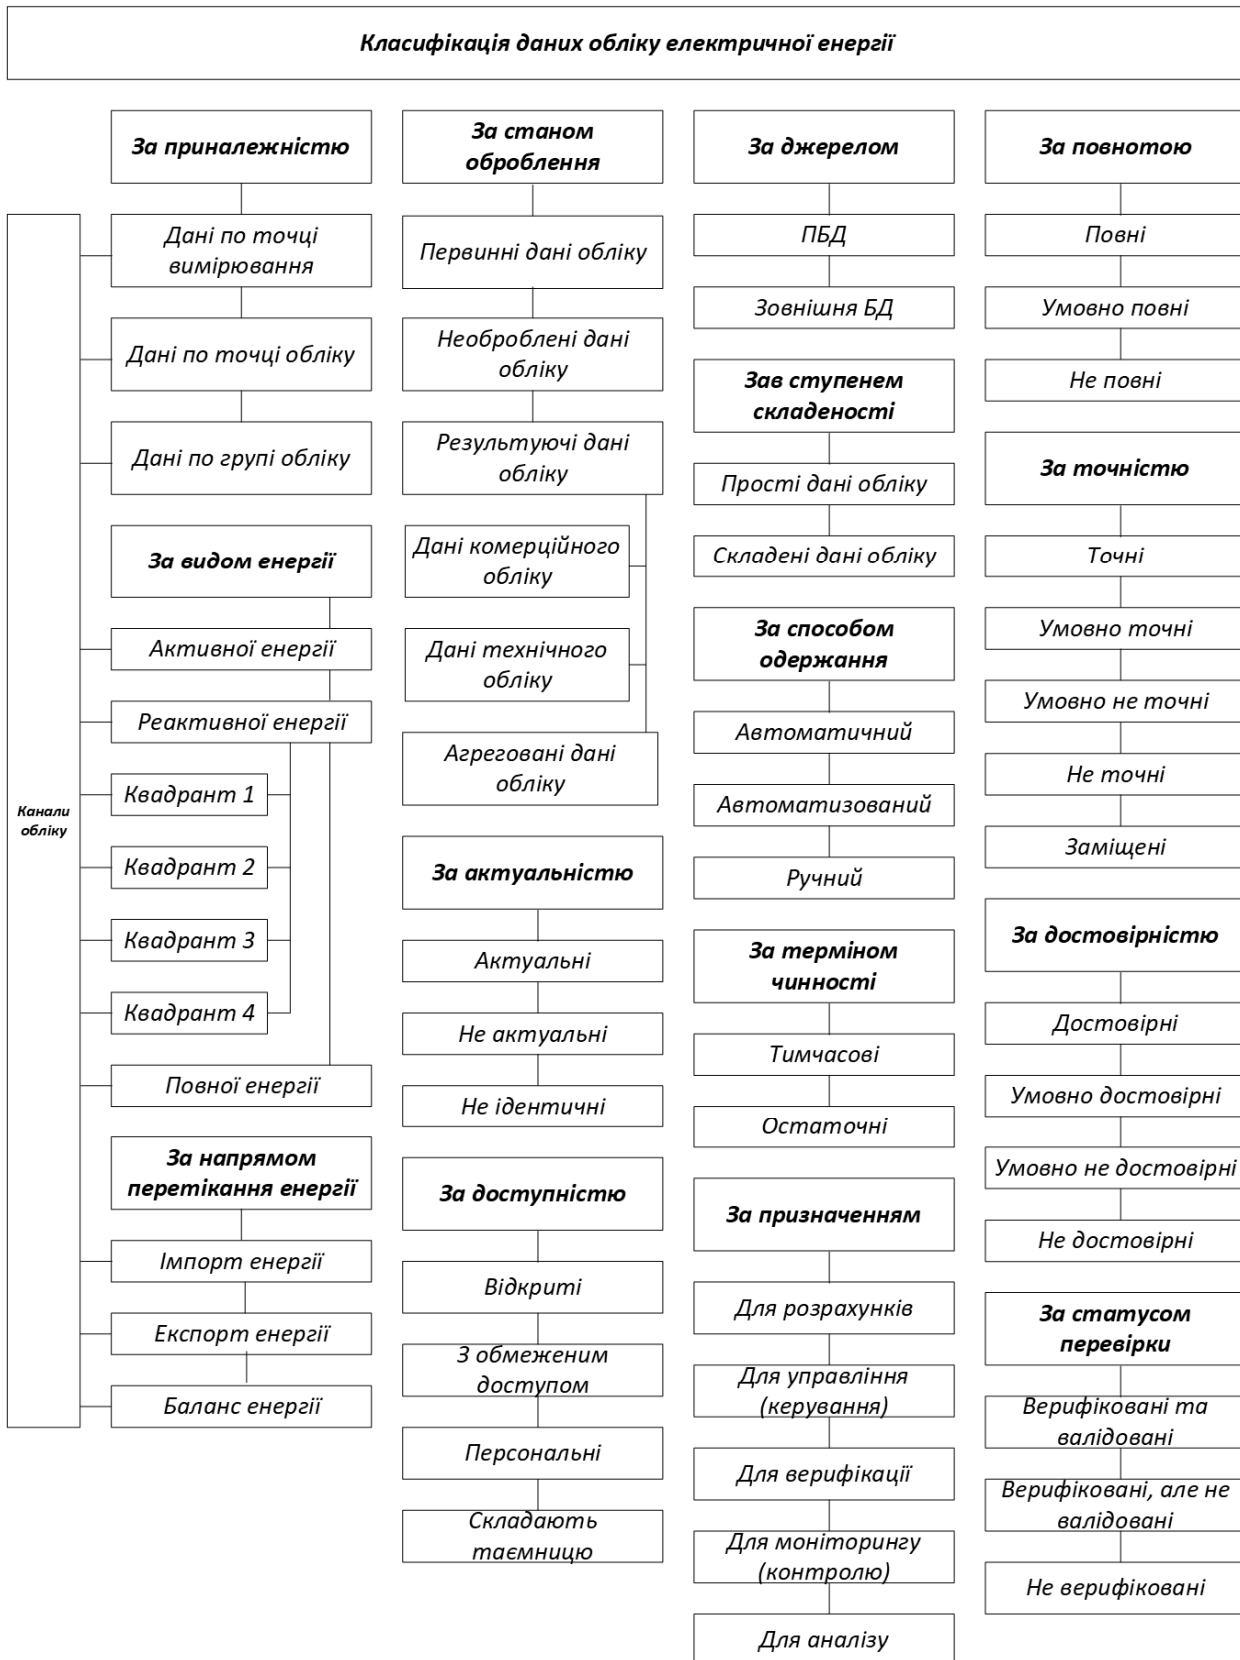 Класифікація даних обліку електричної енергії
За приналежністю
Дані по точці
вимірювання
Дані по точці обліку
Дані по групі обліку
За видом енергії
Активної енергії
Реактивної енергії
Квадрант 1
Квадрант 2
Квадрант 3
Квадрант 4
Повної енергії
За напрямом
перетікання енергії
Імпорт енергії
Експорт енергії
Баланс енергії
Канали
обліку
За станом
оброблення
Первинні дані обліку
Необроблені дані
обліку
Результуючі дані
обліку
Дані комерційного
обліку
Дані технічного
обліку
Агреговані дані
обліку
За актуальністю
Актуальні
Не актуальні
Не ідентичні
За доступністю
Відкриті
З обмеженим
доступом
Персональні
Складають
таємницю
За джерелом
ПБД
Зовнішня БД
Зав ступенем
складеності
Прості дані обліку
Складені дані обліку
За способом
одержання
Автоматичний
Автоматизований
Ручний
За терміном
чинності
Тимчасові
Остаточні
За призначенням
Для розрахунків
Для управління
(керування)
Для верифікації
Для моніторингу
(контролю)
Для аналізу
За повнотою
Повні
Умовно повні
Не повні
За точністю
Точні
Умовно точні
Умовно не точні
Не точні
Заміщені
За достовірністю
Достовірні
Умовно достовірні
Умовно не достовірні
Не достовірні
За статусом
перевірки
Верифіковані та
валідовані
Верифіковані, але не
валідовані
Не верифіковані